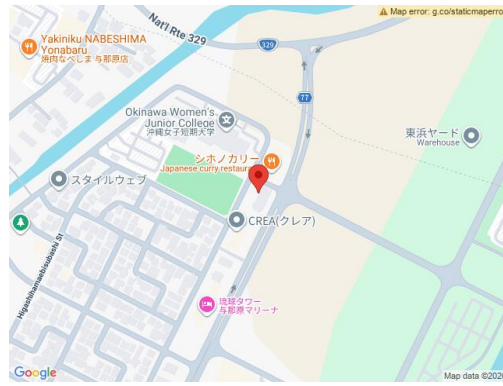 Map error: g.co/staticmaperro
Yakiniku NABESHIMA
Yonabaru
焼肉なべしま 与那原店
Nat'l Rte 329
329
77
Okinawa Women's
Junior College
沖縄女子短期大学
東浜ヤード
Warehouse
シホノカリー
Japanese curry restaurant
スタイルウェブ
CREA(クレア)
Higashihamaebisubashi St
琉球タワー
与那原マリーナ
Google
Map data ©2026